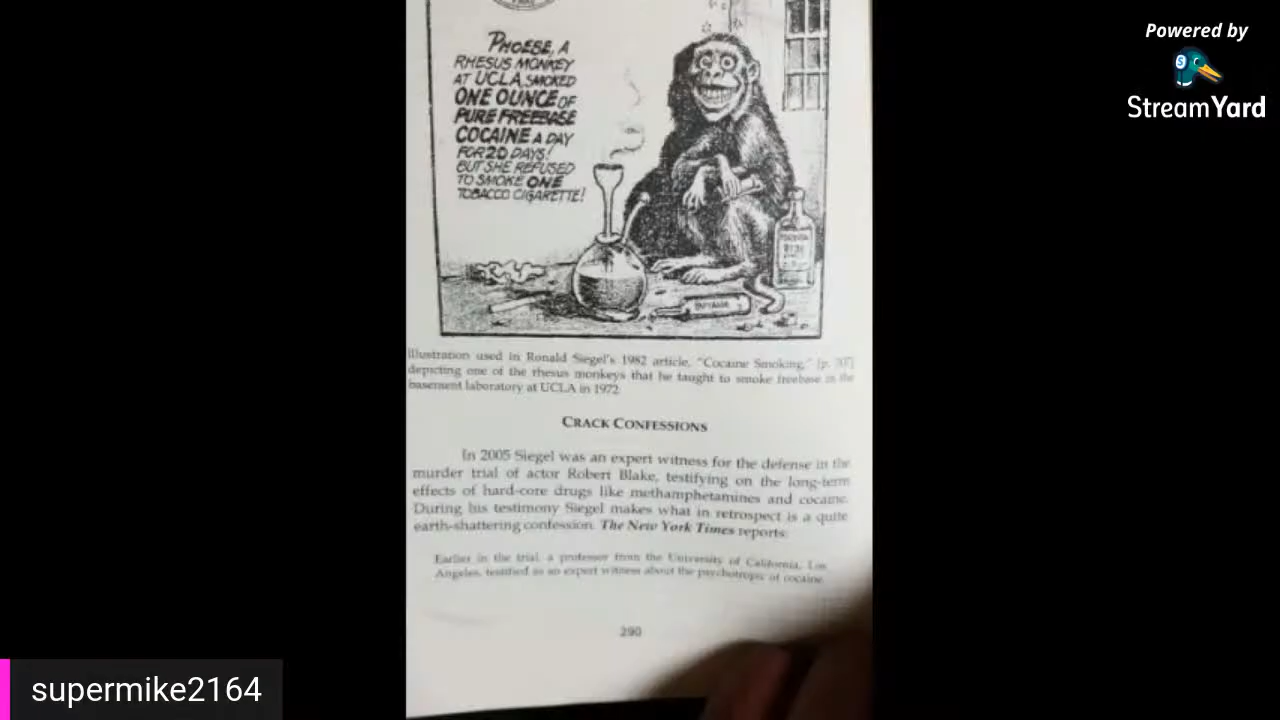 PHOEBE, A
RHESUS MONKEY
AT UCLA, SMOKED
ONE OUNCE OF
PURE FREEBASE
COCAINE A DAY
FOR 20 DAYS!
BUT SHE REFUSED
TO SMOKE ONE
TOBACCO CIGARETTE!
BUTANE
Illustration used in Ronald Siegel's 1982 article, "Cocaine Smoking," [p. 
depicting one of the rhesus monkeys that he taught to smoke freebase in the
basement laboratory at UCLA in 1972
CRACK CONFESSIONS
In 2005 Siegel was an expert witness for the defense in the
murder trial of actor Robert Blake, testifying on the long-term
effects of hard-core drugs like methamphetamines and cocaine.
During his testimony Siegel makes what in retrospect is a quite
earth-shattering confession. The New York Times reports:
Earlier in the trial, a professor from the University of California, Los
Angeles, testified as an expert witness about the psychotropic of cocaine.
290
Powered by
StreamYard
supermike2164